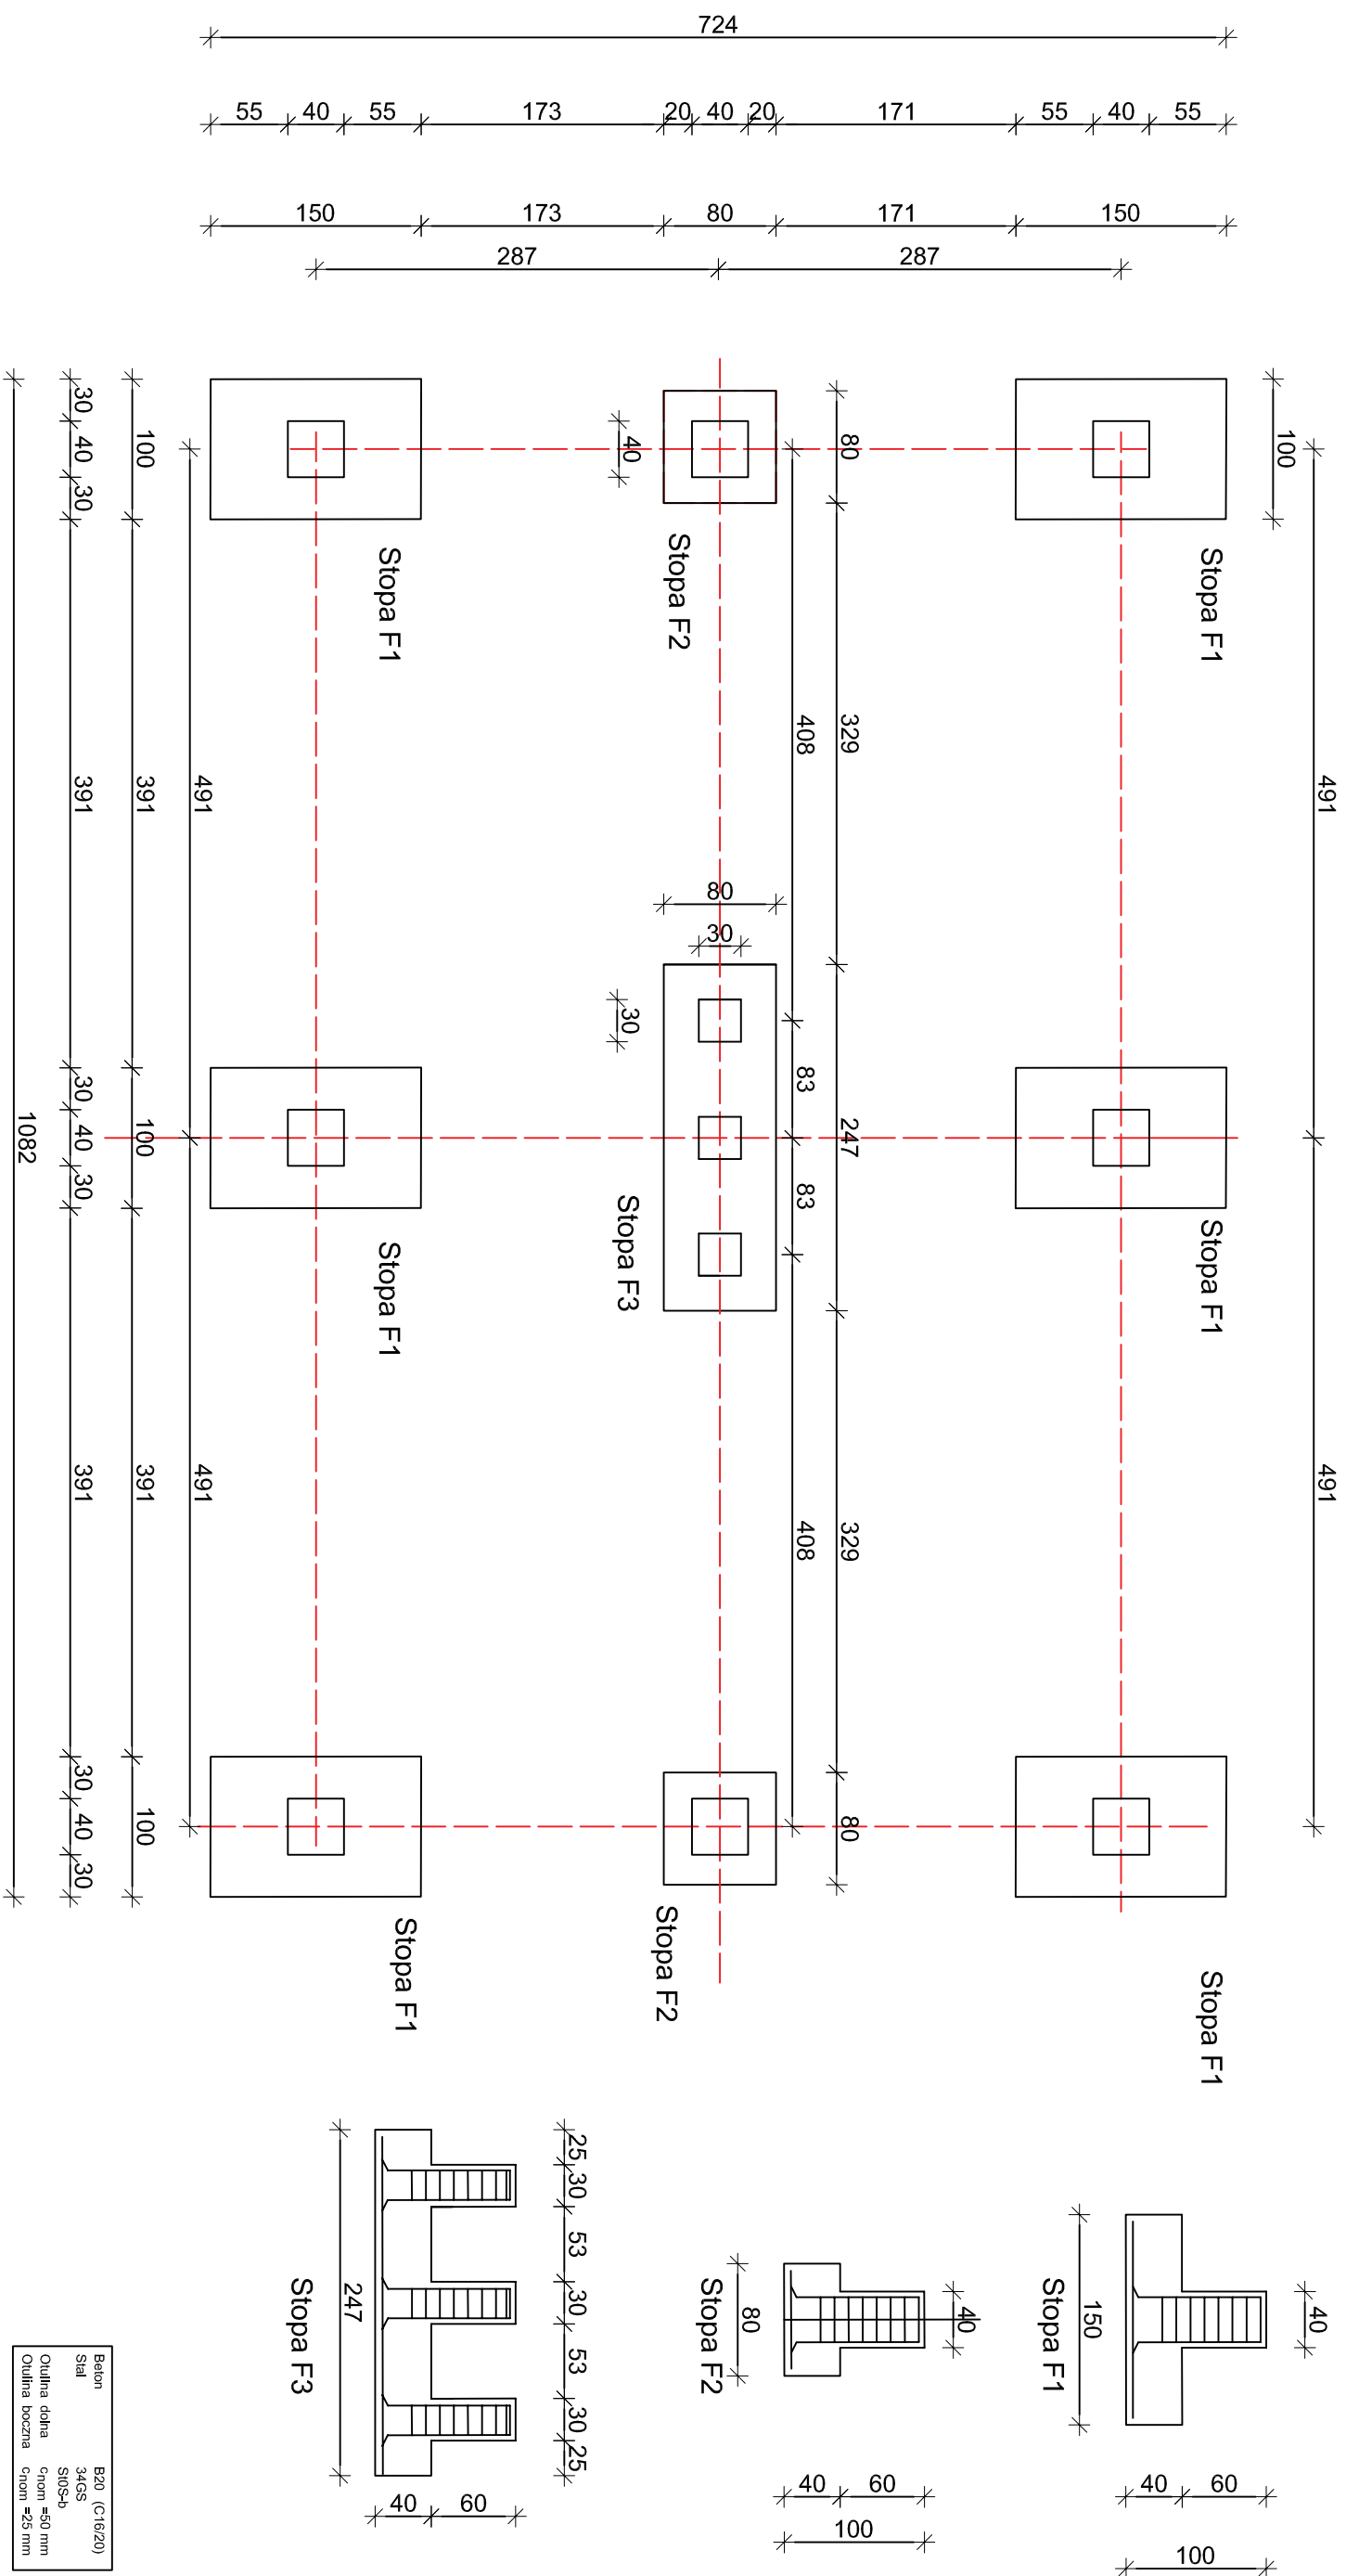 724
55 40 55 173 20 40 20 171 55 40 55
150 173 80 171 150
287 287
100
491 491
Stopa F1
Stopa F1
Stopa F1
80 329 247 329 80
408 83 83 408
40
80
30
30
Stopa F2
Stopa F3
Stopa F2
Stopa F1
Stopa F1
Stopa F1
491 491
100 391 100 391 100
30 40 30 391 30 40 30 391 30 40 30
1082
40
150
Stopa F1
40 60
100
40
80
Stopa F2
40 60
100
25 30 53 30 53 30 25
247
Stopa F3
40 60
Beton B20 (C16/20)
Stal 34GS
St0S-b
Otulina dolna cnom =50 mm
Otulina boczna cnom =25 mm